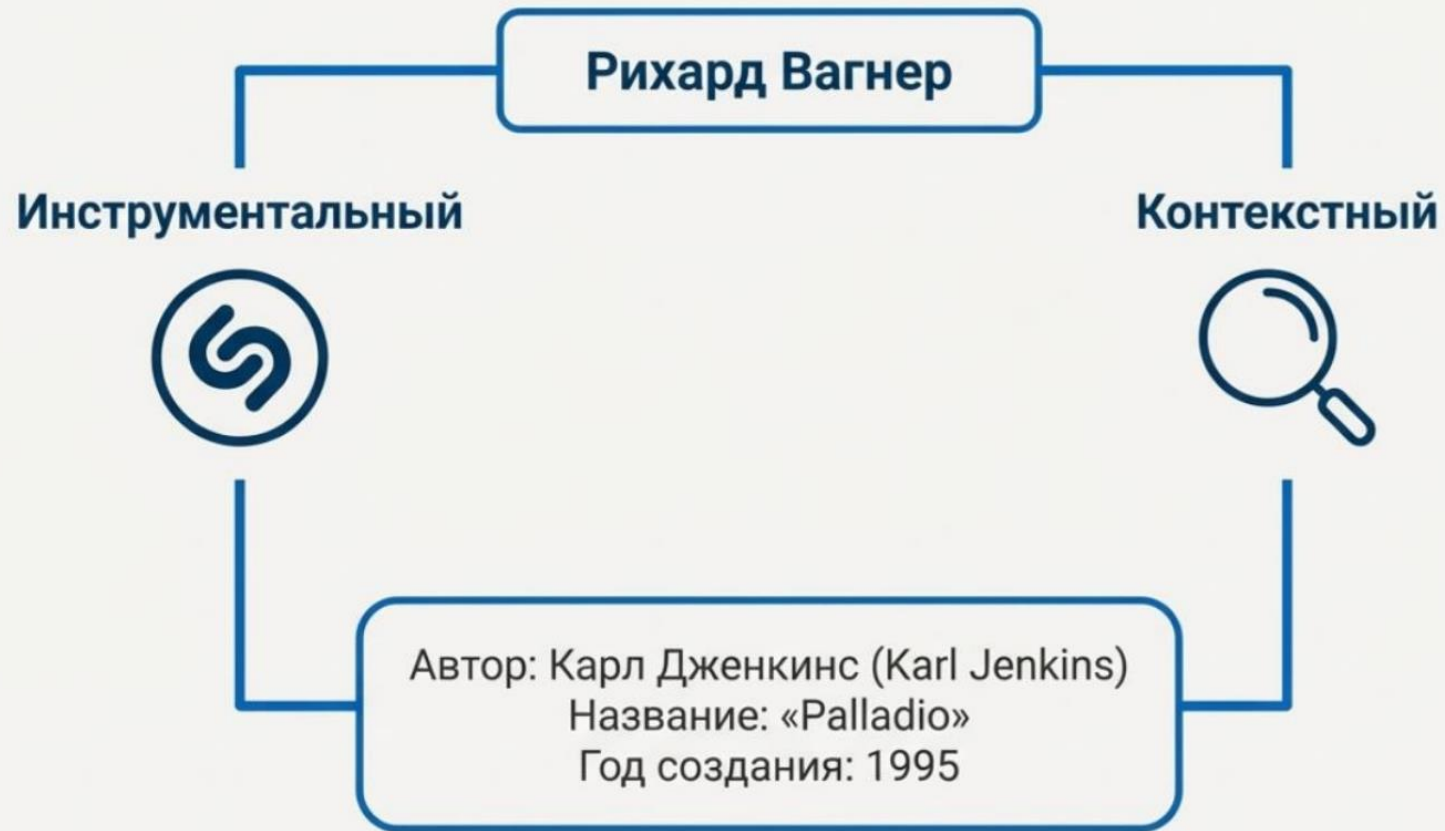 Рихард Вагнер
Инструментальный
Контекстный
Автор: Карл Дженкинс (Karl Jenkins)
Название: «Palladio»
Год создания: 1995